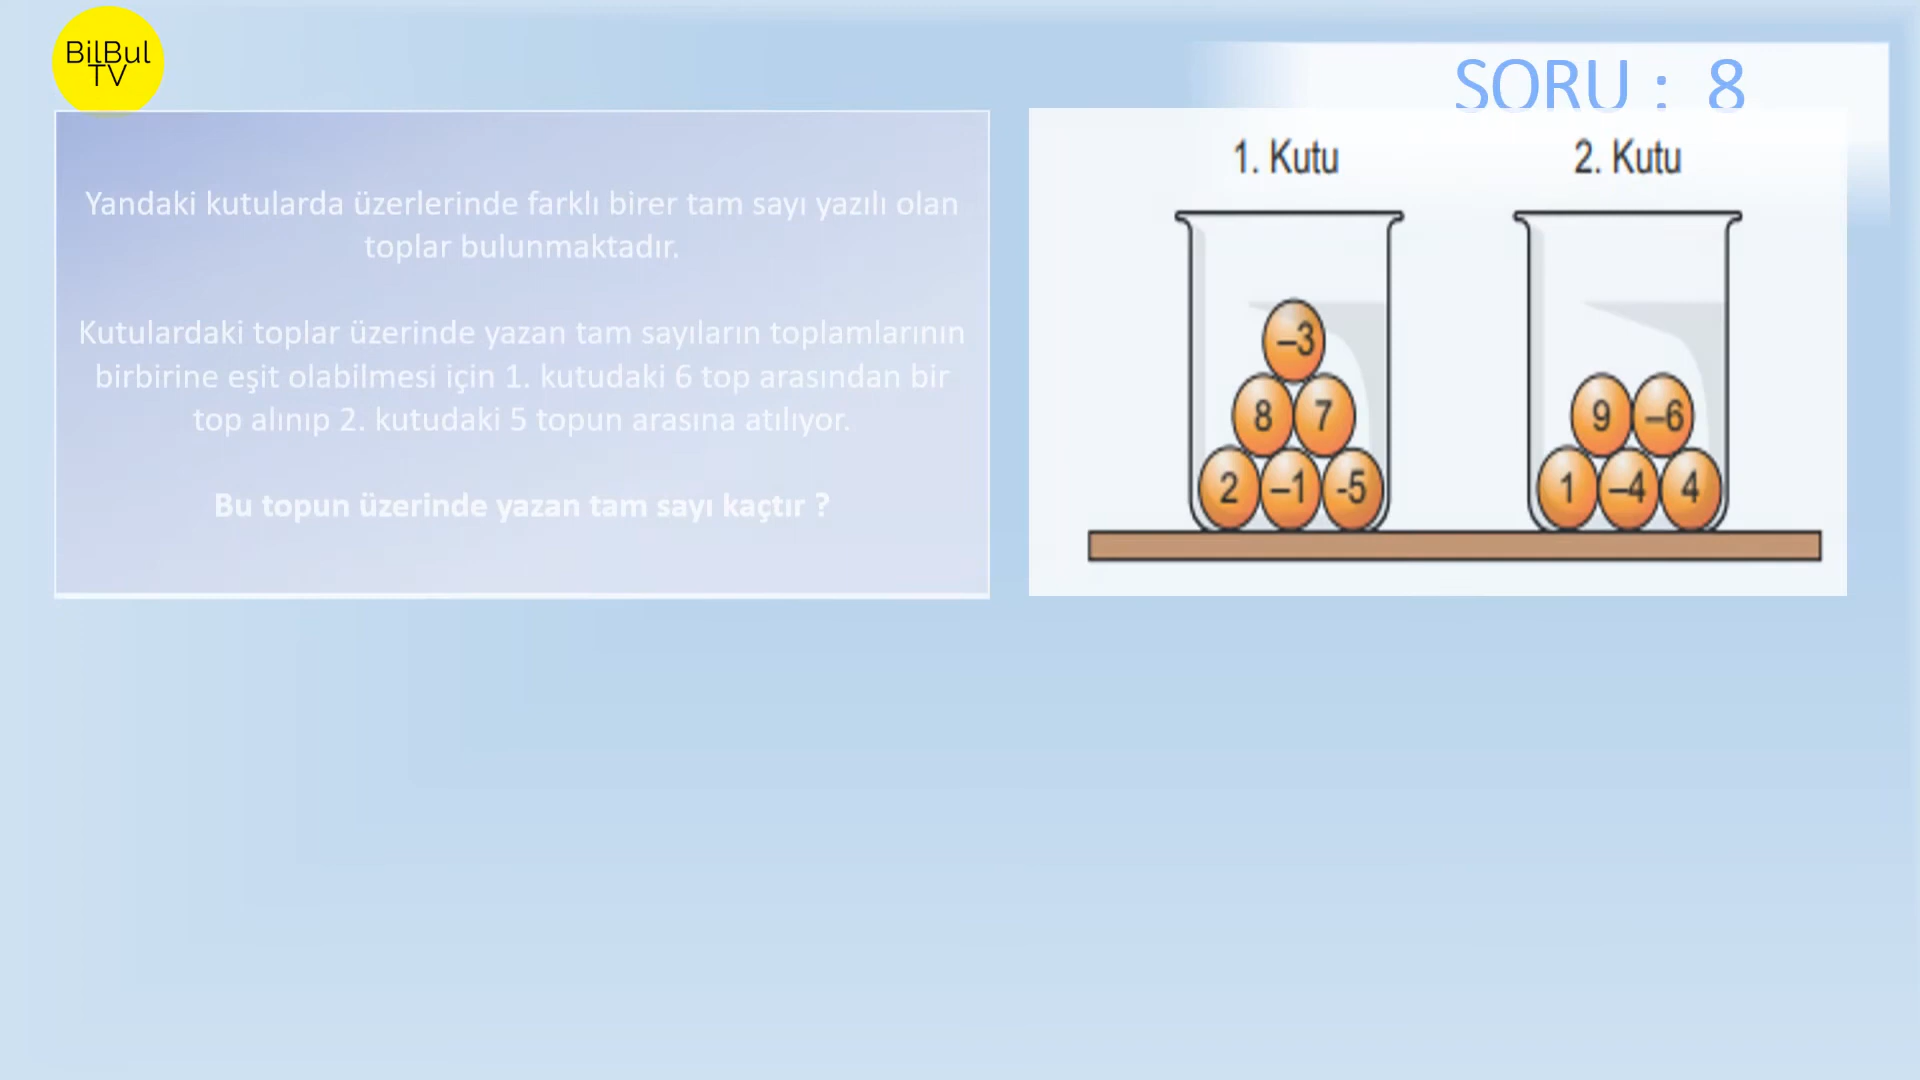 BilBul
TV
SORU : 8
Yandaki kutularda üzerlerinde farklı birer tam sayı yazılı olan
toplar bulunmaktadır.
Kutulardaki toplar üzerinde yazan tam sayıların toplamlarının
birbirine eşit olabilmesi için 1. kutudaki 6 top arasından bir
top alınıp 2. kutudaki 5 topun arasına atılıyor.
Bu topun üzerinde yazan tam sayı kaçtır ?
1. Kutu
–3
8 7
2 –1 -5
2. Kutu
9 –6
1 –4 4